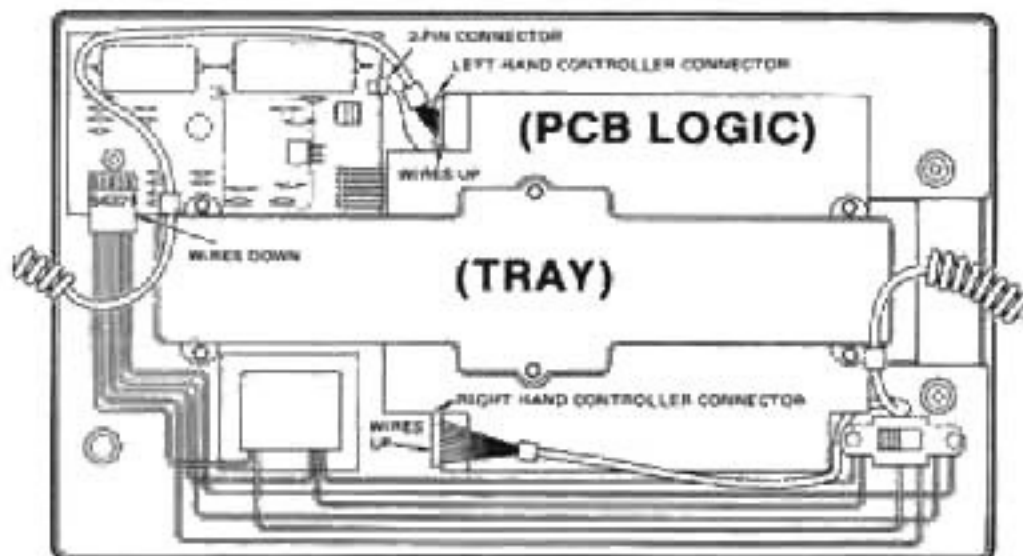 2-PIN CONNECTOR
LEFT HAND CONTROLLER CONNECTOR
(PCB LOGIC)
WIRES UP
WIRES DOWN
(TRAY)
RIGHT HAND CONTROLLER CONNECTOR
WIRES
UP